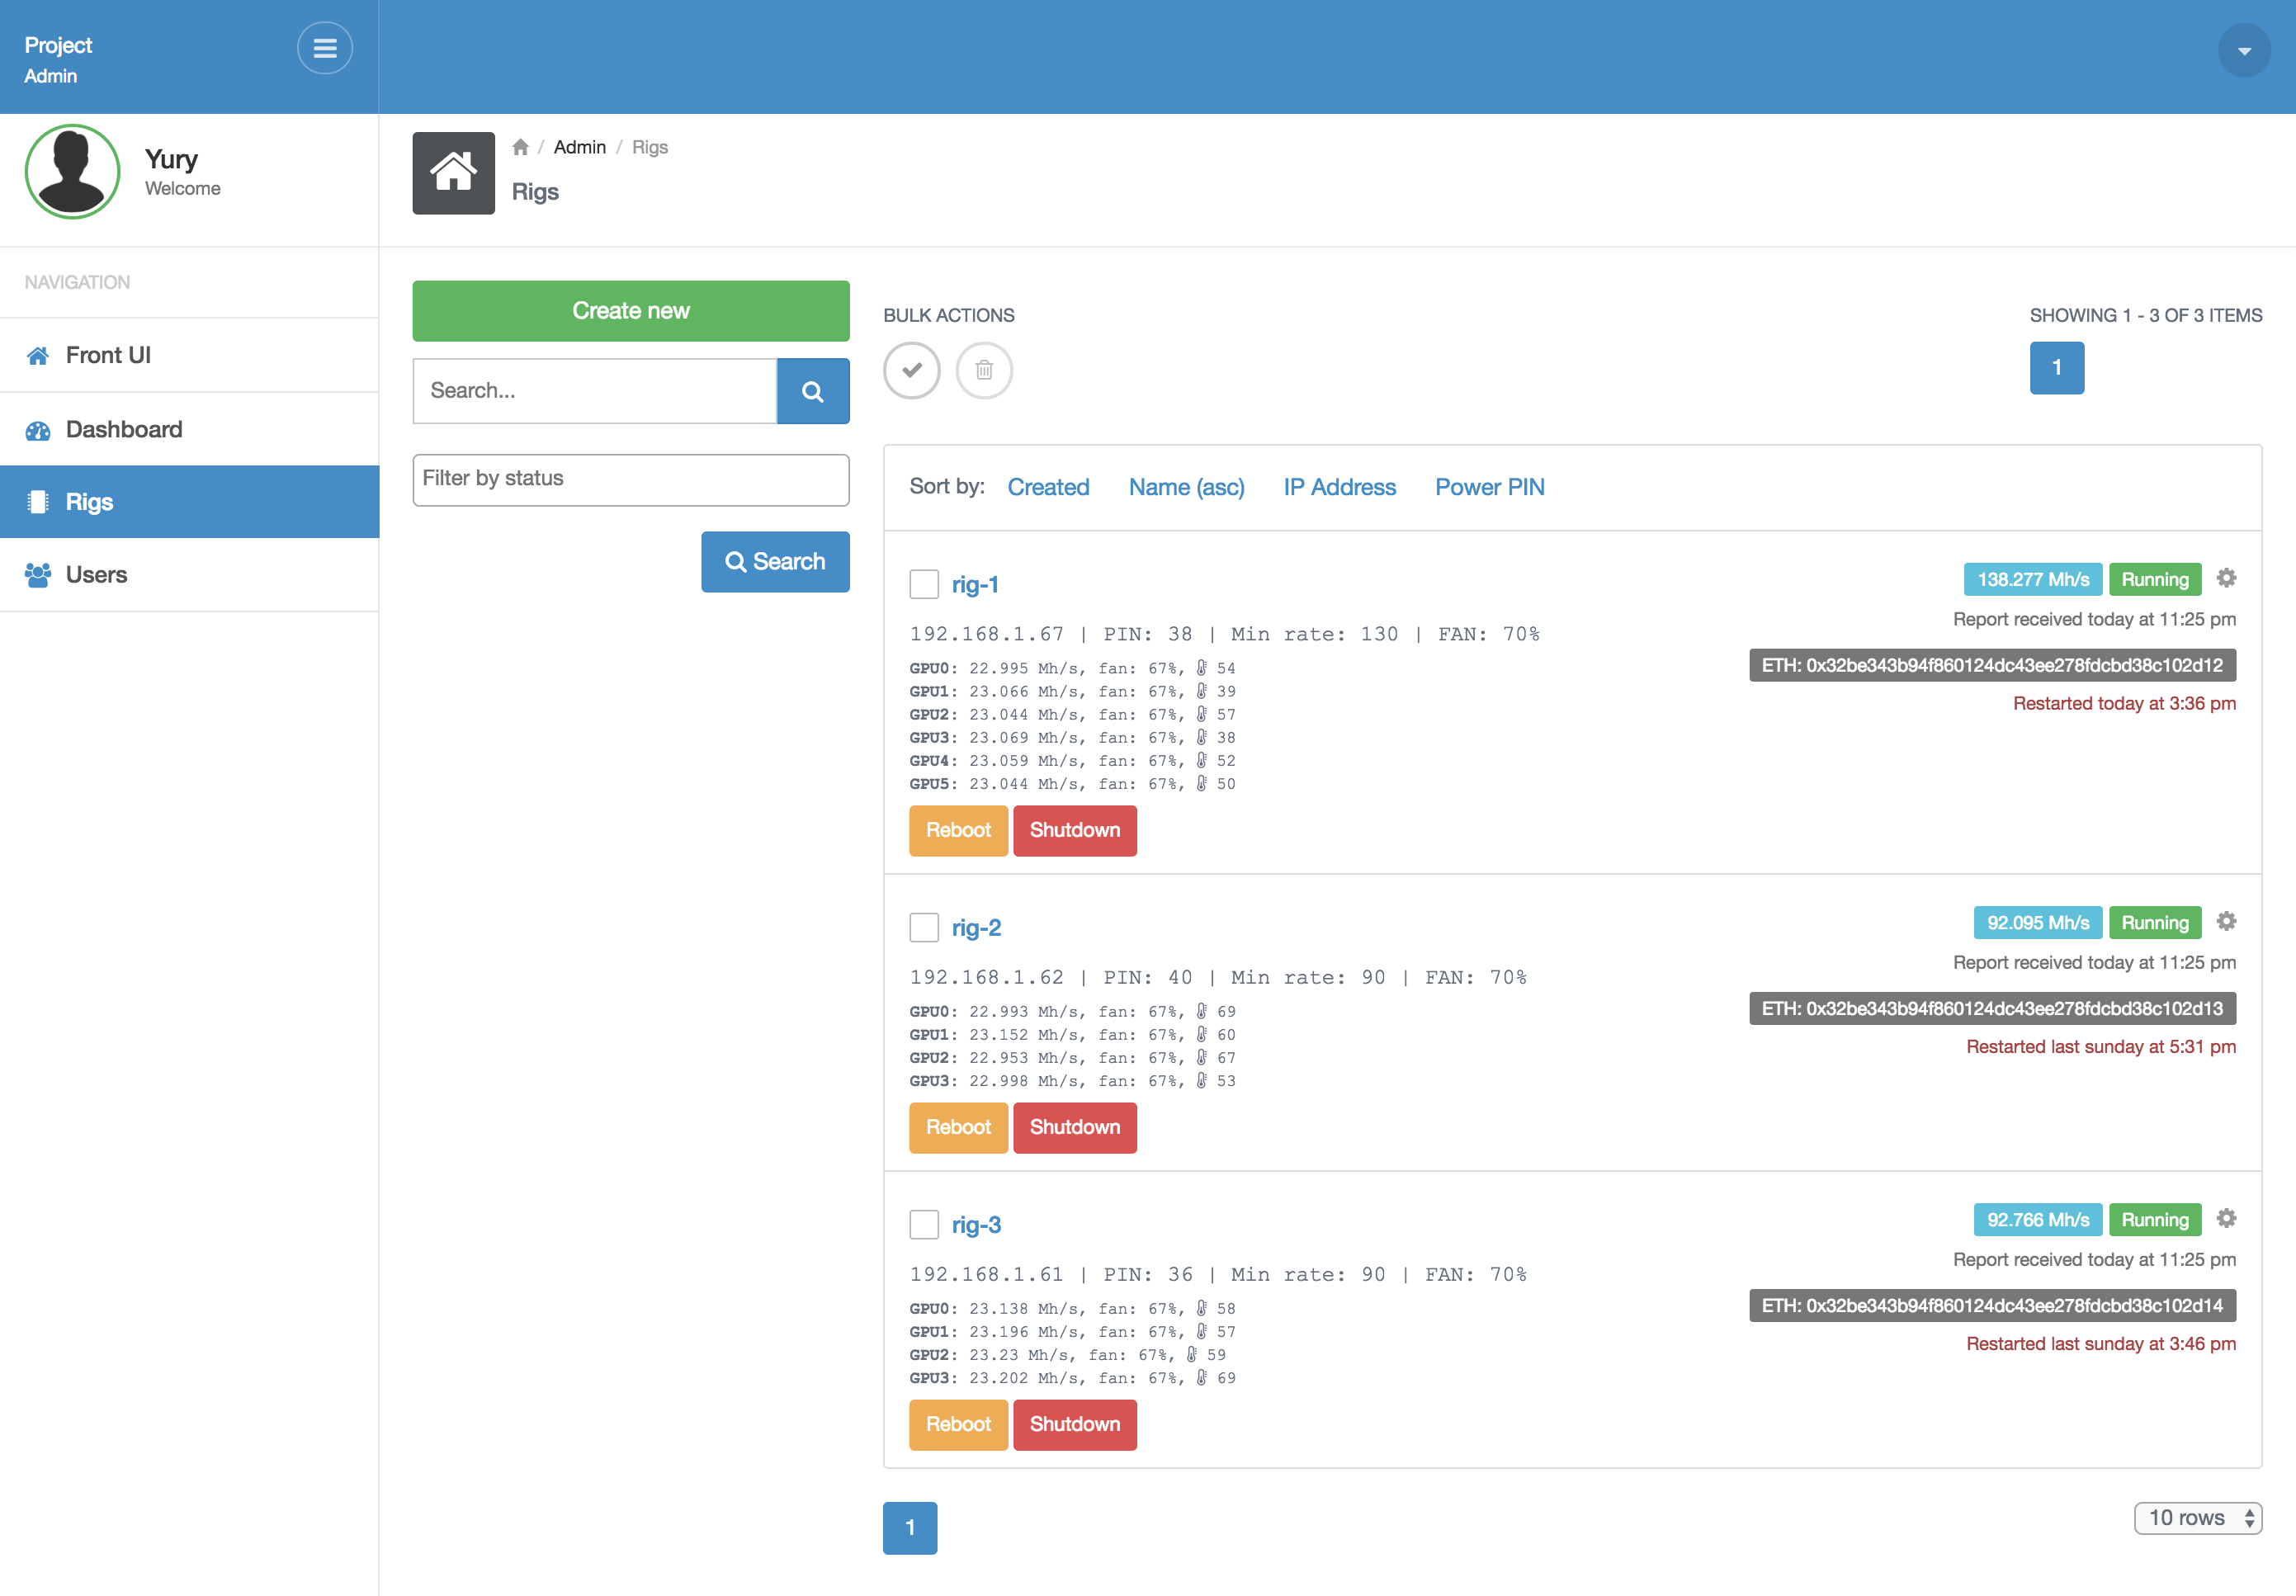 Project
Admin
Yury
Welcome
NAVIGATION
Front UI
Dashboard
Rigs
Users
/ Admin / Rigs
Rigs
Create new
Search...
Filter by status
Search
BULK ACTIONS
SHOWING 1 - 3 OF 3 ITEMS
1
Sort by: Created Name (asc) IP Address Power PIN
rig-1
138.277 Mh/s Running
Report received today at 11:25 pm
192.168.1.67 | PIN: 38 | Min rate: 130 | FAN: 70%
ETH: 0x32be343b94f860124dc43ee278fdcbd38c102d12
Restarted today at 3:36 pm
GPU0: 22.995 Mh/s, fan: 67%, 54
GPU1: 23.066 Mh/s, fan: 67%, 39
GPU2: 23.044 Mh/s, fan: 67%, 57
GPU3: 23.069 Mh/s, fan: 67%, 38
GPU4: 23.059 Mh/s, fan: 67%, 52
GPU5: 23.044 Mh/s, fan: 67%, 50
Reboot Shutdown
rig-2
92.095 Mh/s Running
Report received today at 11:25 pm
192.168.1.62 | PIN: 40 | Min rate: 90 | FAN: 70%
ETH: 0x32be343b94f860124dc43ee278fdcbd38c102d13
Restarted last sunday at 5:31 pm
GPU0: 22.993 Mh/s, fan: 67%, 69
GPU1: 23.152 Mh/s, fan: 67%, 60
GPU2: 22.953 Mh/s, fan: 67%, 67
GPU3: 22.998 Mh/s, fan: 67%, 53
Reboot Shutdown
rig-3
92.766 Mh/s Running
Report received today at 11:25 pm
192.168.1.61 | PIN: 36 | Min rate: 90 | FAN: 70%
ETH: 0x32be343b94f860124dc43ee278fdcbd38c102d14
Restarted last sunday at 3:46 pm
GPU0: 23.138 Mh/s, fan: 67%, 58
GPU1: 23.196 Mh/s, fan: 67%, 57
GPU2: 23.23 Mh/s, fan: 67%, 59
GPU3: 23.202 Mh/s, fan: 67%, 69
Reboot Shutdown
1
10 rows